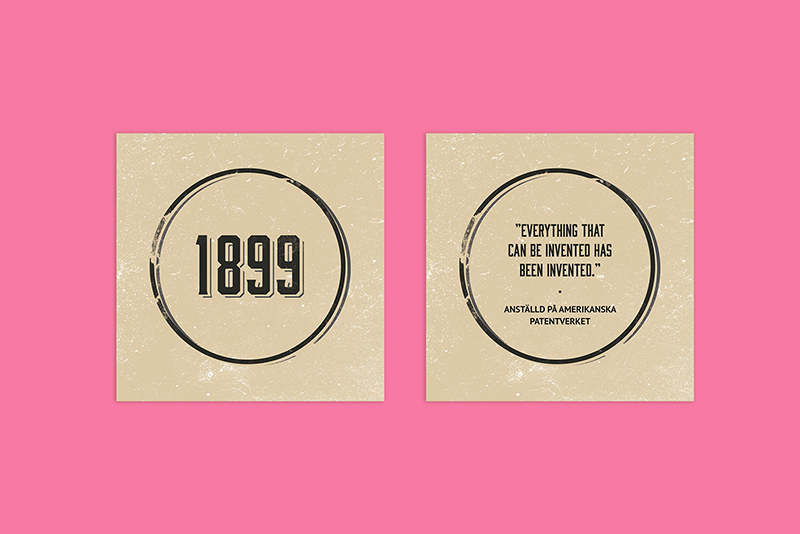 1899
”EVERYTHING THAT
CAN BE INVENTED HAS
BEEN INVENTED.”
•
ANSTÄLLD PÅ AMERIKANSKA
PATENTVERKET